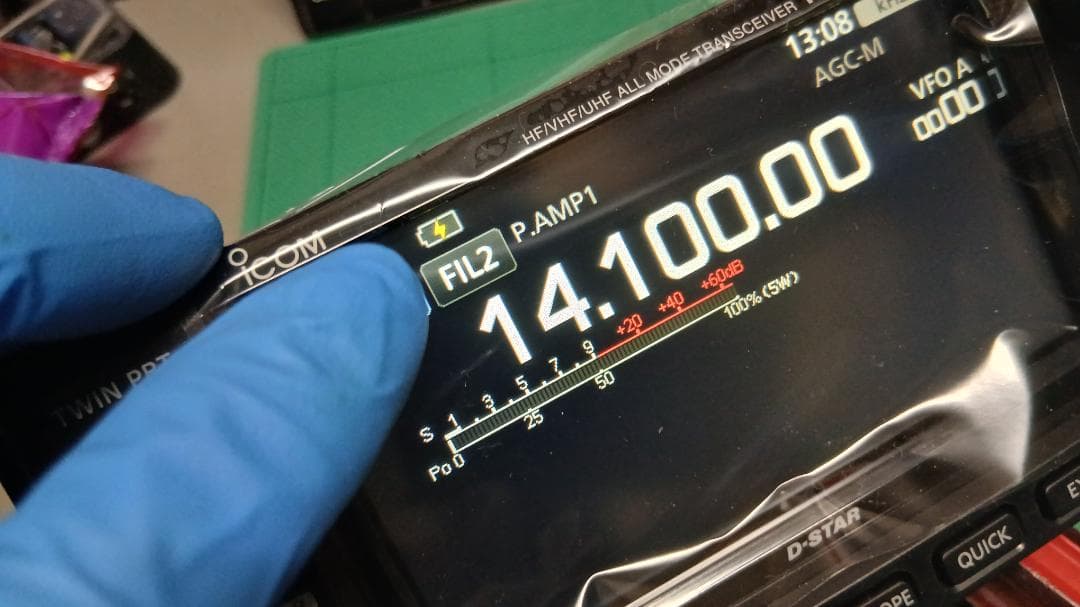 HF/VHF/UHF ALL MODE TRANSCEIVER
13:08
AGC-M
ICOM
P.AMP1
VFO A
FIL2
14.100.00
00
S 1 3 5 7 9 +20 +40 +60dB
Po 0 25 50 100% (5W)
TWIN
D-STAR
QUICK